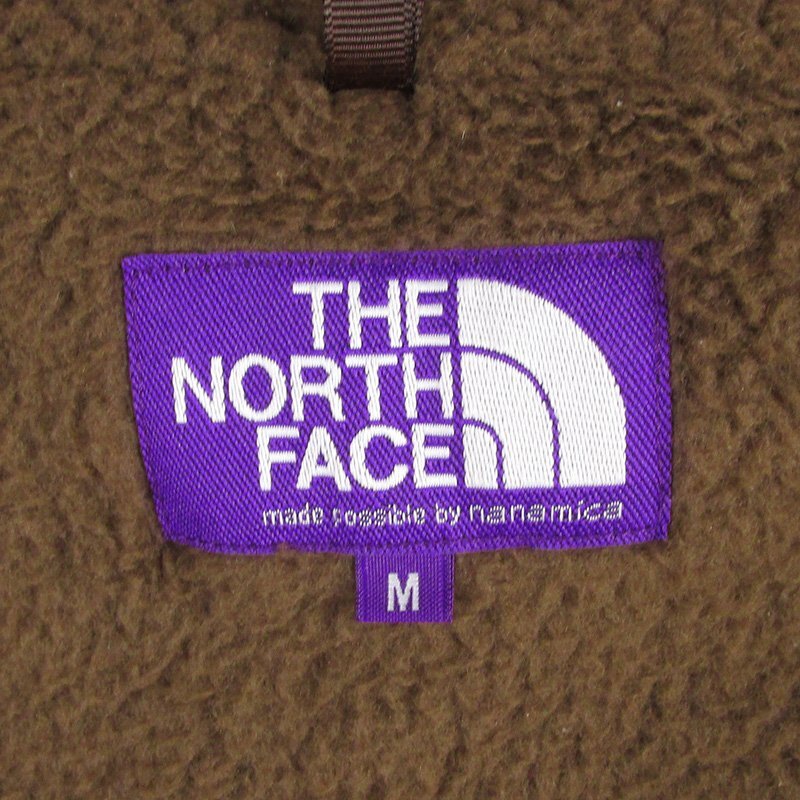 THE
NORTH
FACE
made possible by nanamica
M